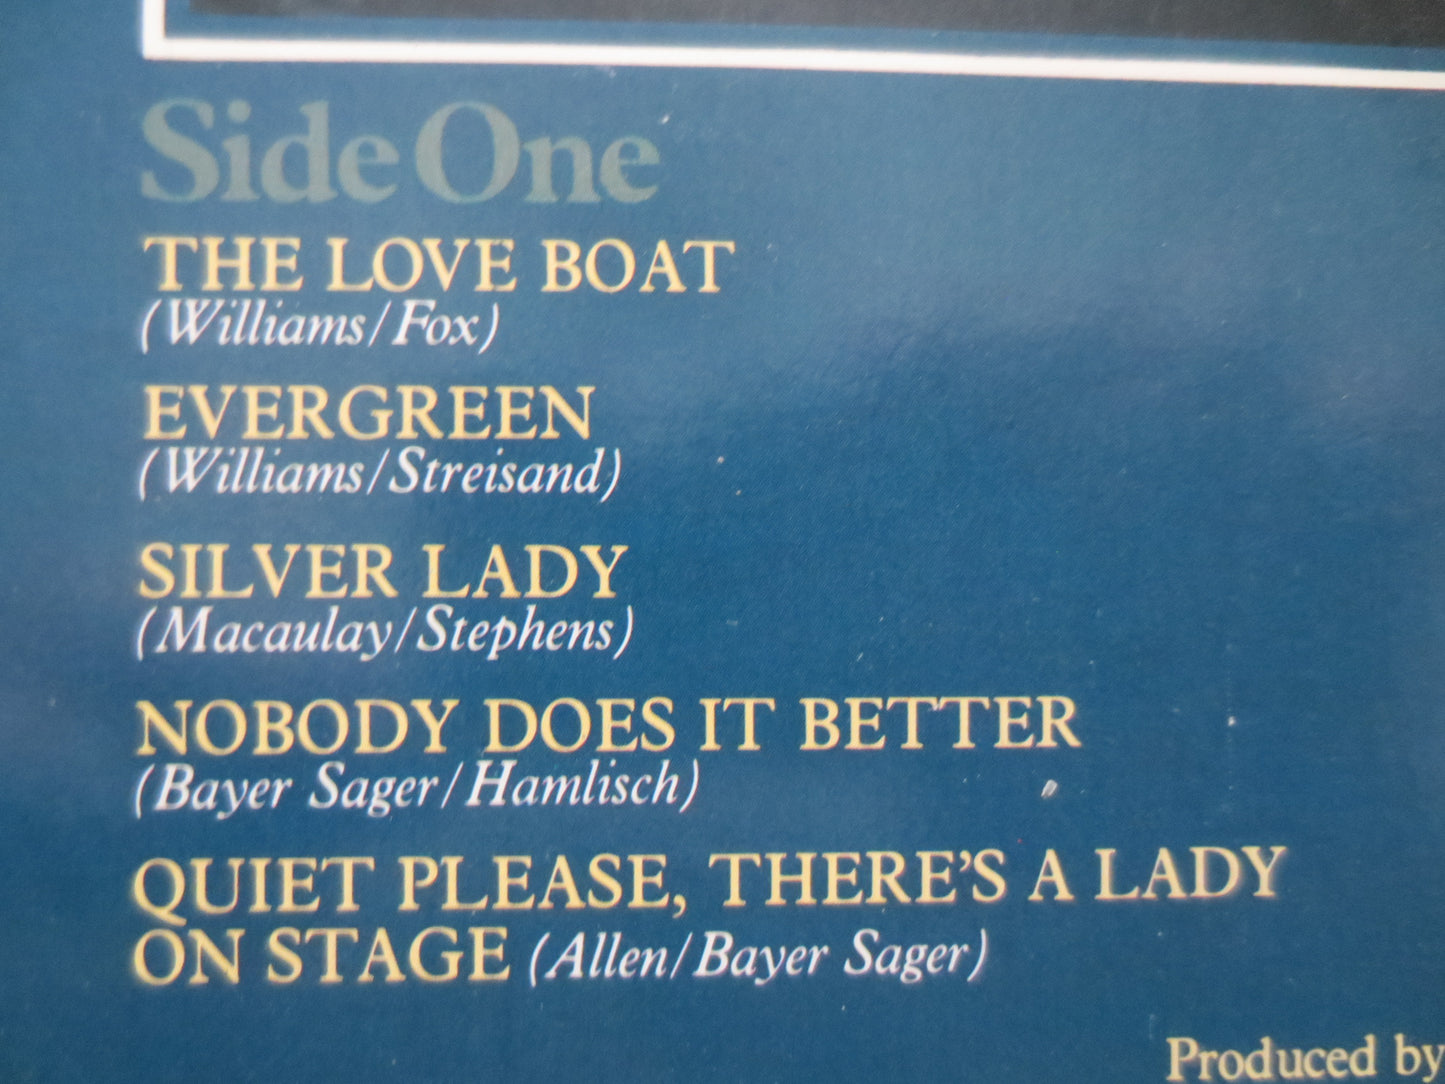 Side One
THE LOVE BOAT
(Williams/Fox)
EVERGREEN
(Williams/Streisand)
SILVER LADY
(Macaulay/Stephens)
NOBODY DOES IT BETTER
(Bayer Sager/Hamlisch)
QUIET PLEASE, THERE'S A LADY
ON STAGE (Allen/Bayer Sager)
Produced by